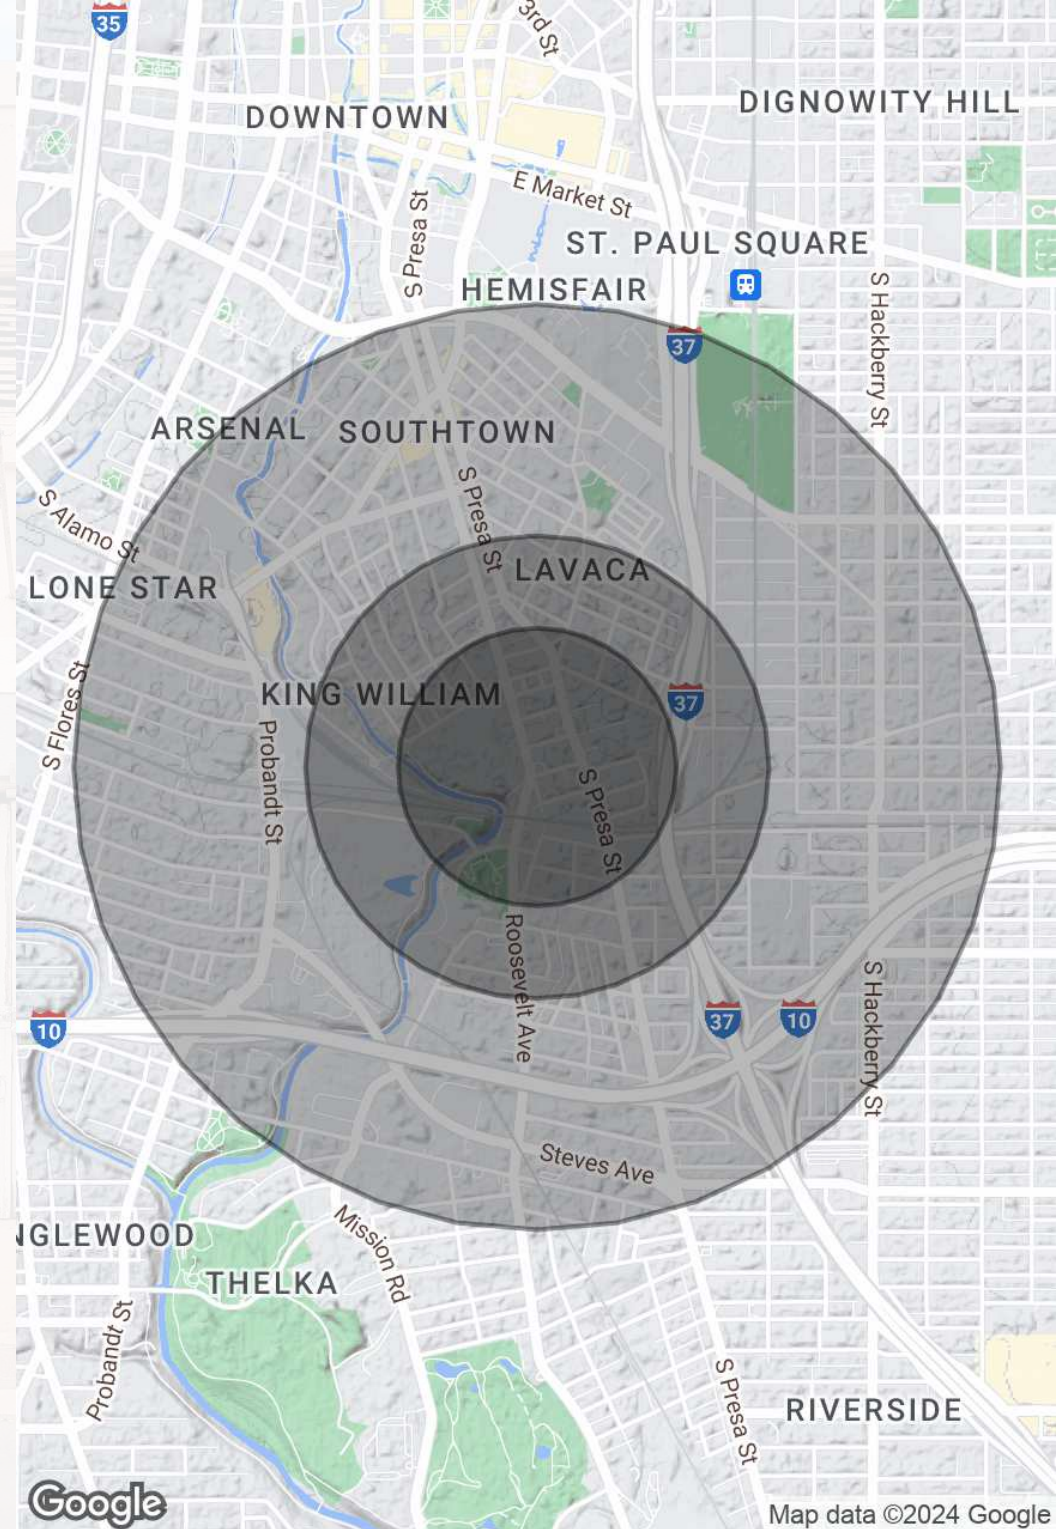 35
3rd St
DOWNTOWN
DIGNOWITY HILL
E Market St
S Presa St
ST. PAUL SQUARE
HEMISFAIR
S Hackberry St
37
ARSENAL
SOUTHTOWN
S Presa St
S Alamo St
LAVACA
LONE STAR
KING WILLIAM
37
S Flores St
Probandt St
S Presa St
Roosevelt Ave
S Hackberry St
10
37
10
Steves Ave
NGLEWOOD
Mission Rd
THELKA
Probandt St
S Presa St
RIVERSIDE
Google
Map data ©2024 Google